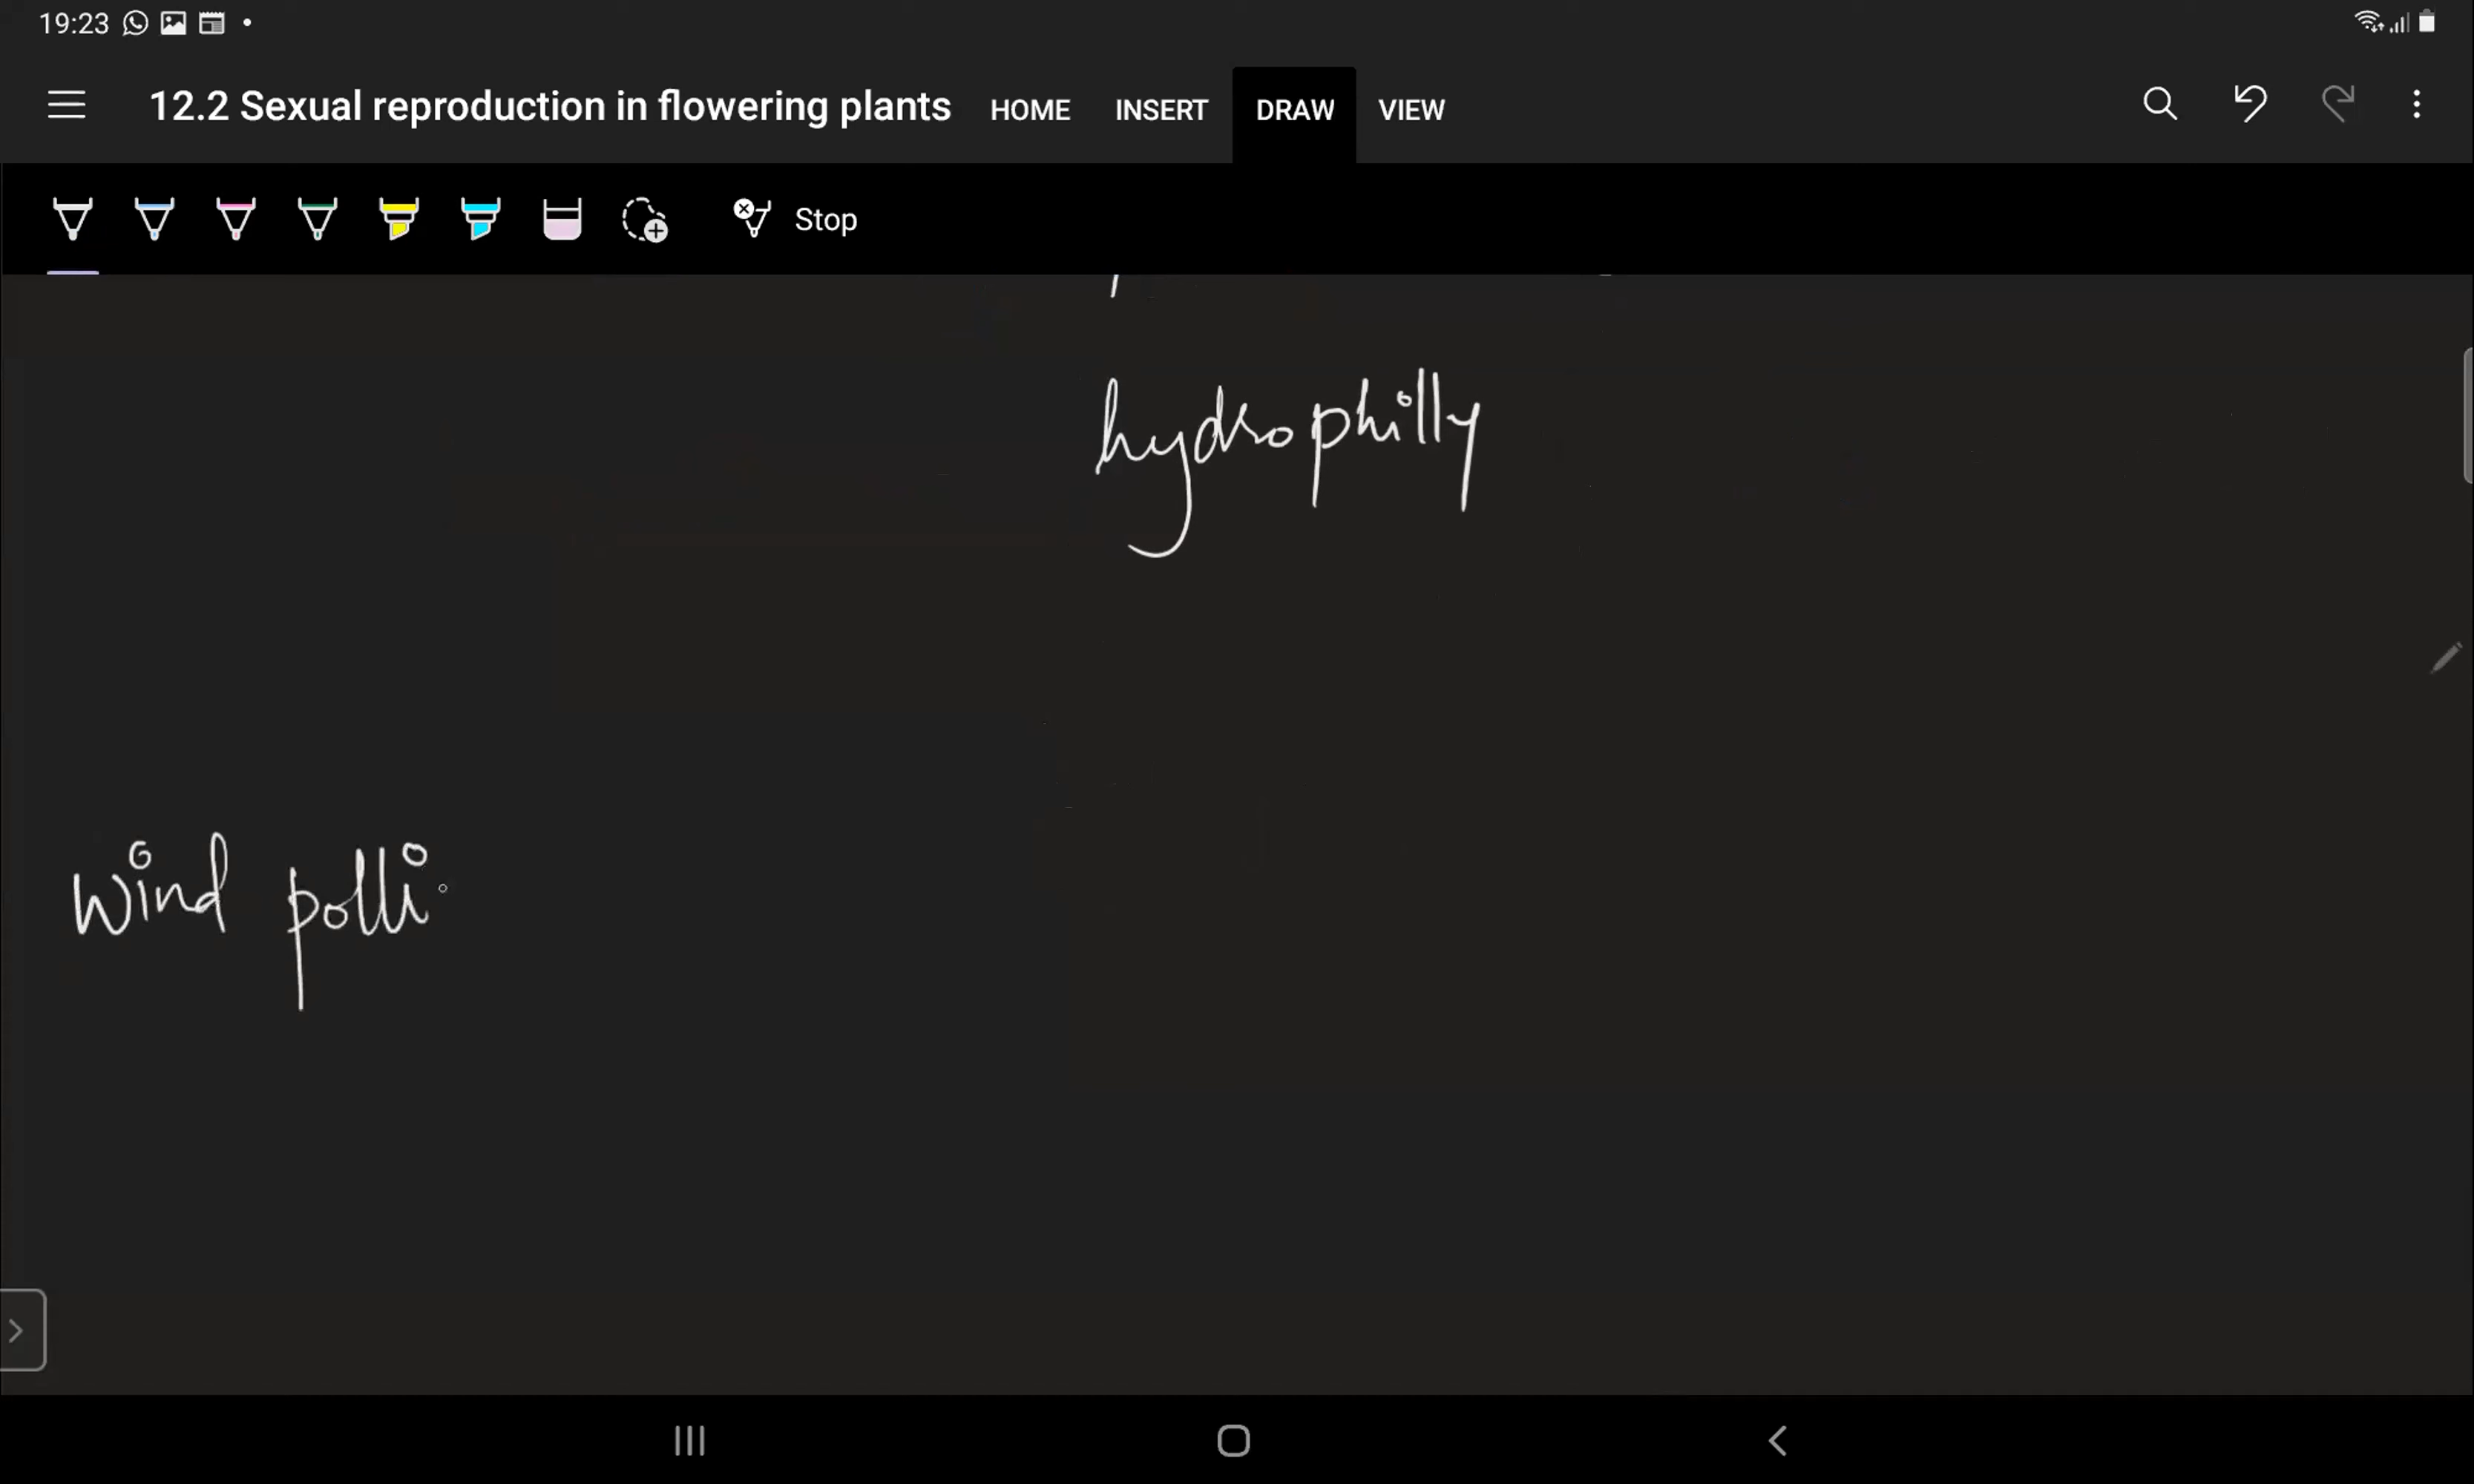 19:23
12.2 Sexual reproduction in flowering plants HOME INSERT DRAW VIEW
Stop
hydrophilly
Wind polli